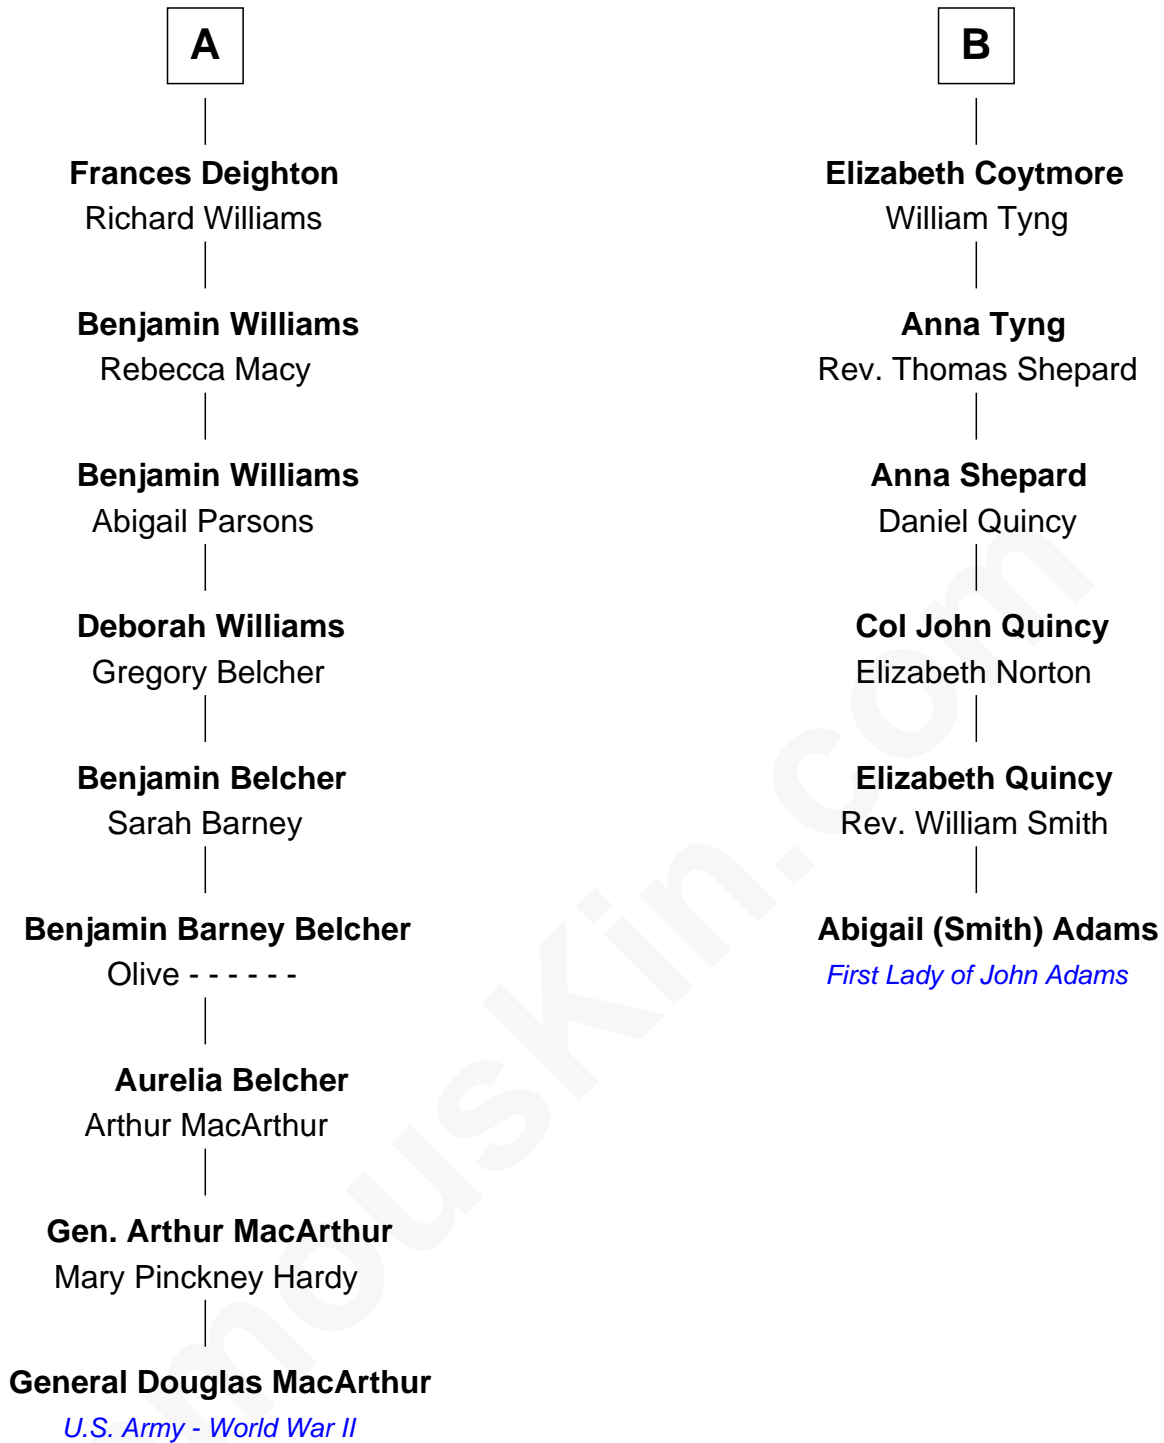 A
Frances Deighton
Richard Williams
Benjamin Williams
Rebecca Macy
Benjamin Williams
Abigail Parsons
Deborah Williams
Gregory Belcher
Benjamin Belcher
Sarah Barney
Benjamin Barney Belcher
Olive - - - - - -
Aurelia Belcher
Arthur MacArthur
Gen. Arthur MacArthur
Mary Pinckney Hardy
General Douglas MacArthur
U.S. Army - World War II
B
Elizabeth Coytmore
William Tyng
Anna Tyng
Rev. Thomas Shepard
Anna Shepard
Daniel Quincy
Col John Quincy
Elizabeth Norton
Elizabeth Quincy
Rev. William Smith
Abigail (Smith) Adams
First Lady of John Adams
mousKin.com